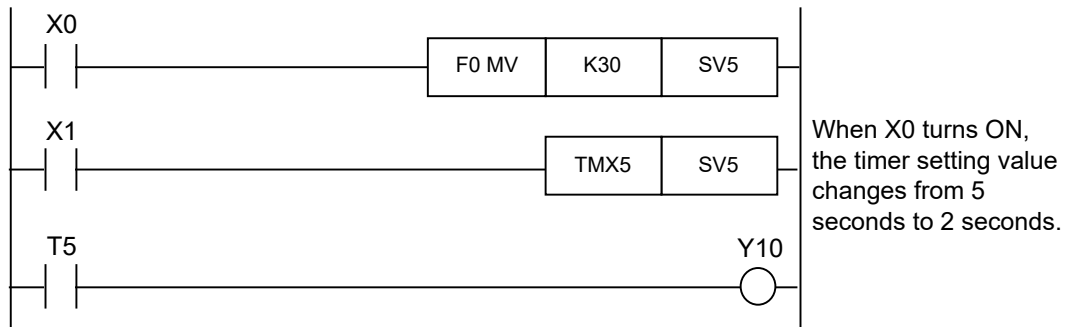 X0
F0 MV K30 SV5
X1
TMX5 SV5
T5
Y10
When X0 turns ON,
the timer setting value
changes from 5
seconds to 2 seconds.